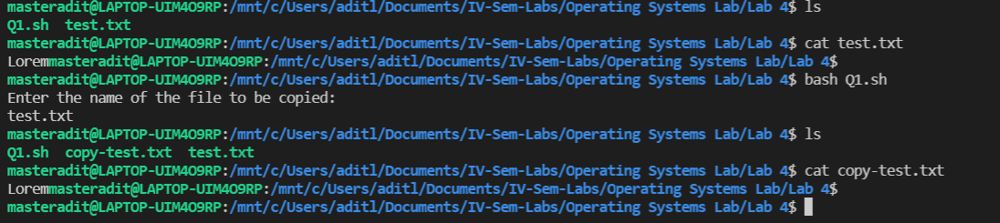 masteradit@LAPTOP-UIM4O9RP:/mnt/c/Users/aditl/Documents/IV-Sem-Labs/Operating Systems Lab/Lab 4$ ls
Q1.sh  test.txt
masteradit@LAPTOP-UIM4O9RP:/mnt/c/Users/aditl/Documents/IV-Sem-Labs/Operating Systems Lab/Lab 4$ cat test.txt
Loremmasteradit@LAPTOP-UIM4O9RP:/mnt/c/Users/aditl/Documents/IV-Sem-Labs/Operating Systems Lab/Lab 4$
masteradit@LAPTOP-UIM4O9RP:/mnt/c/Users/aditl/Documents/IV-Sem-Labs/Operating Systems Lab/Lab 4$ bash Q1.sh
Enter the name of the file to be copied:
test.txt
masteradit@LAPTOP-UIM4O9RP:/mnt/c/Users/aditl/Documents/IV-Sem-Labs/Operating Systems Lab/Lab 4$ ls
Q1.sh  copy-test.txt  test.txt
masteradit@LAPTOP-UIM4O9RP:/mnt/c/Users/aditl/Documents/IV-Sem-Labs/Operating Systems Lab/Lab 4$ cat copy-test.txt
Loremmasteradit@LAPTOP-UIM4O9RP:/mnt/c/Users/aditl/Documents/IV-Sem-Labs/Operating Systems Lab/Lab 4$
masteradit@LAPTOP-UIM4O9RP:/mnt/c/Users/aditl/Documents/IV-Sem-Labs/Operating Systems Lab/Lab 4$